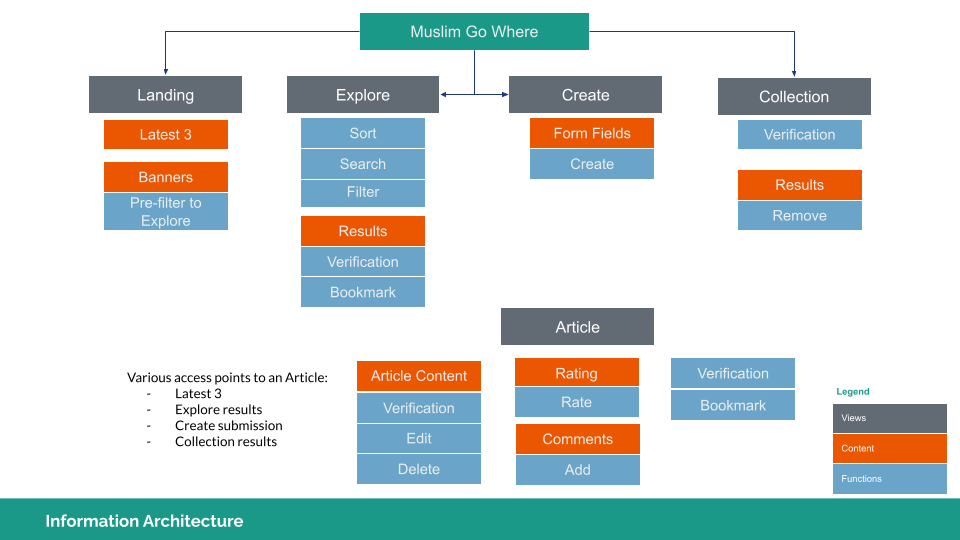 Muslim Go Where
Landing
Latest 3
Banners
Pre-filter to
Explore
Explore
Sort
Search
Filter
Results
Verification
Bookmark
Create
Form Fields
Create
Collection
Verification
Results
Remove
Article
Various access points to an Article:
- Latest 3
- Explore results
- Create submission
- Collection results
Article Content
Verification
Edit
Delete
Rating
Rate
Comments
Add
Verification
Bookmark
Legend
Views
Content
Functions
Information Architecture